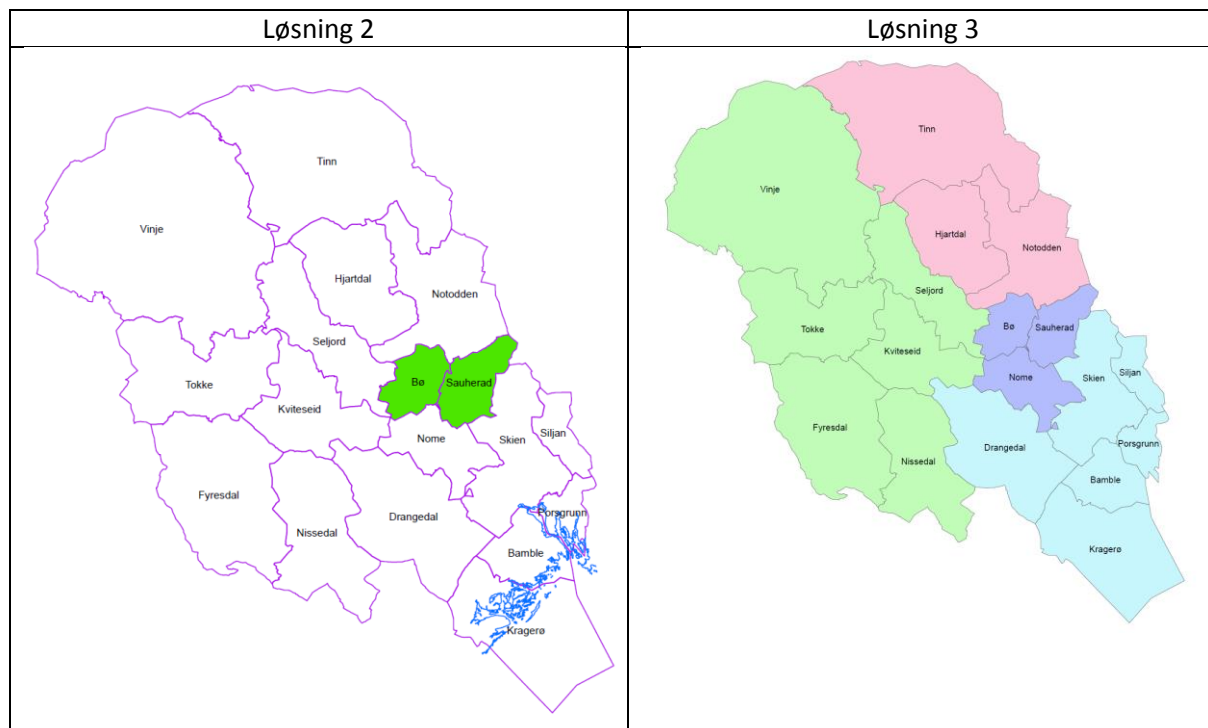 Løsning 2
Løsning 3
Tinn
Vinje
Hjartdal
Notodden
Seljord
Tokke
Bø
Sauherad
Kviteseid
Nome
Skien
Siljan
Fyresdal
Nissedal
Drangedal
Porsgrunn
Bamble
Kragerø
Tinn
Vinje
Hjartdal
Notodden
Seljord
Tokke
Bø
Sauherad
Kviteseid
Nome
Skien
Siljan
Fyresdal
Nissedal
Drangedal
Porsgrunn
Bamble
Kragerø